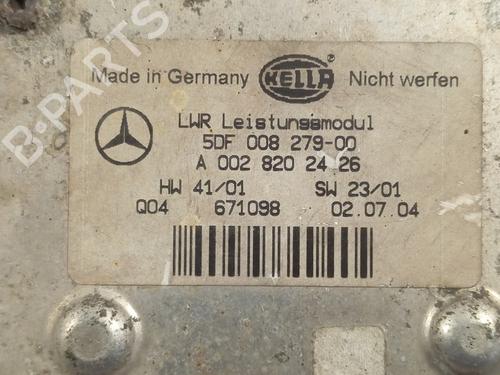 B-PARTS
Made in Germany HELLA Nicht werfen
LWR Leistungsmodul
5DF 008 279-00
A 002 820 24 26
HW 41/01 SW 23/01
Q04 671098 02.07.04